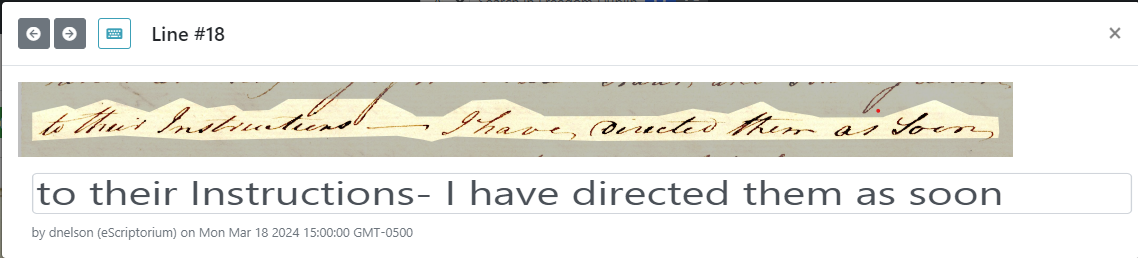 Line #18
to their Instructions — I have directed them as Soon
to their Instructions- I have directed them as soon
by dnelson (eScriptorium) on Mon Mar 18 2024 15:00:00 GMT-0500